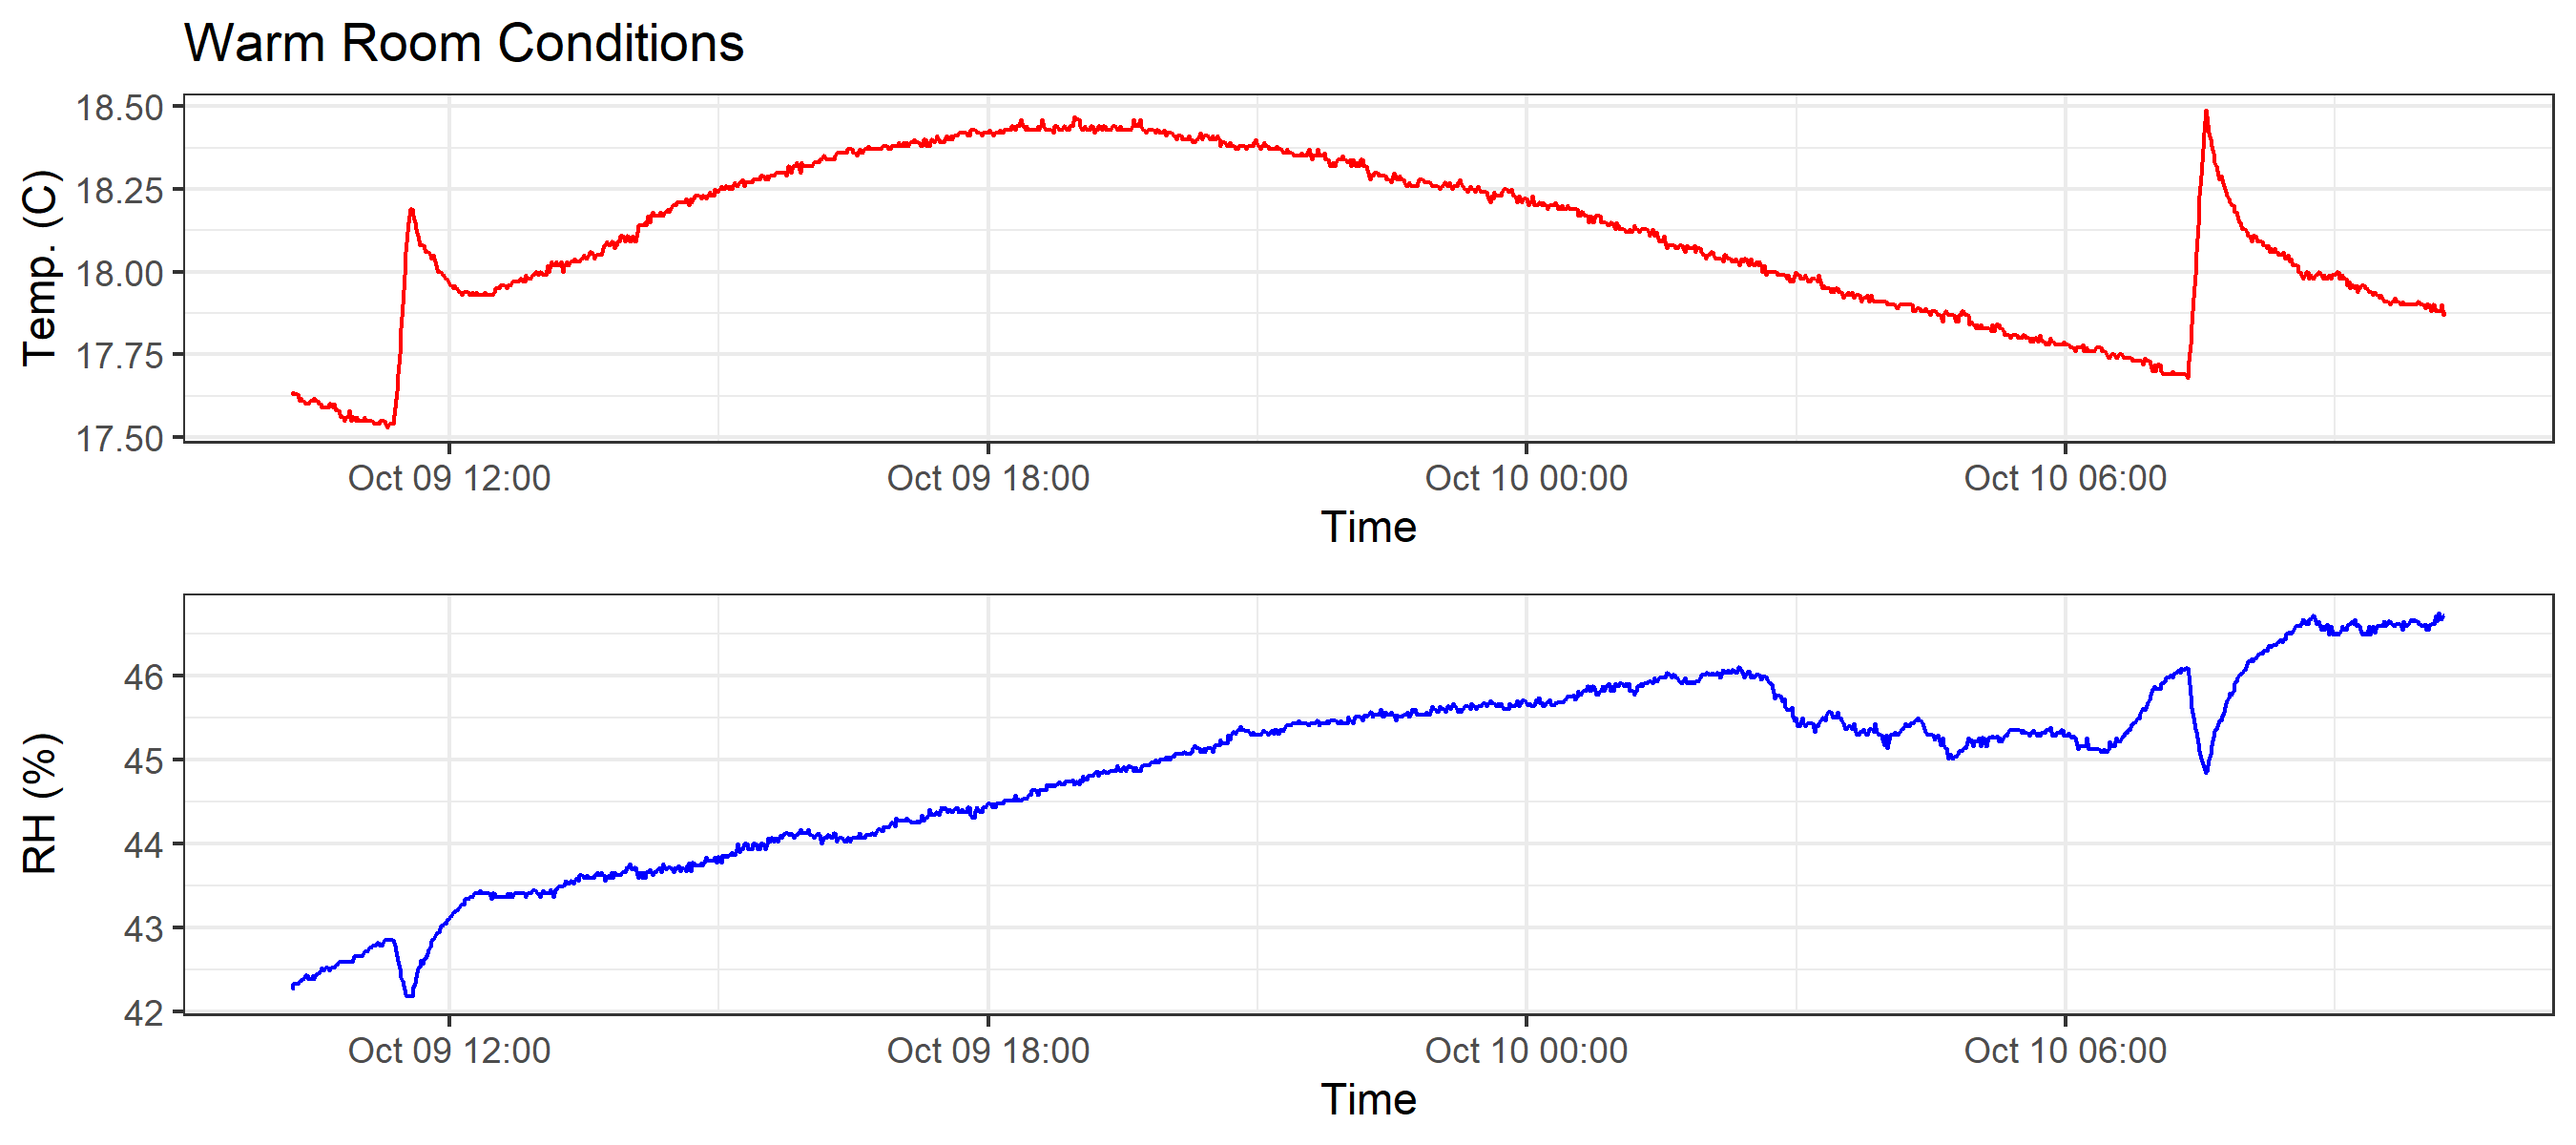 Warm Room Conditions
Temp. (C)
18.50
18.25
18.00
17.75
17.50
Oct 09 12:00 Oct 09 18:00 Oct 10 00:00 Oct 10 06:00
Time
RH (%)
46
45
44
43
42
Oct 09 12:00 Oct 09 18:00 Oct 10 00:00 Oct 10 06:00
Time